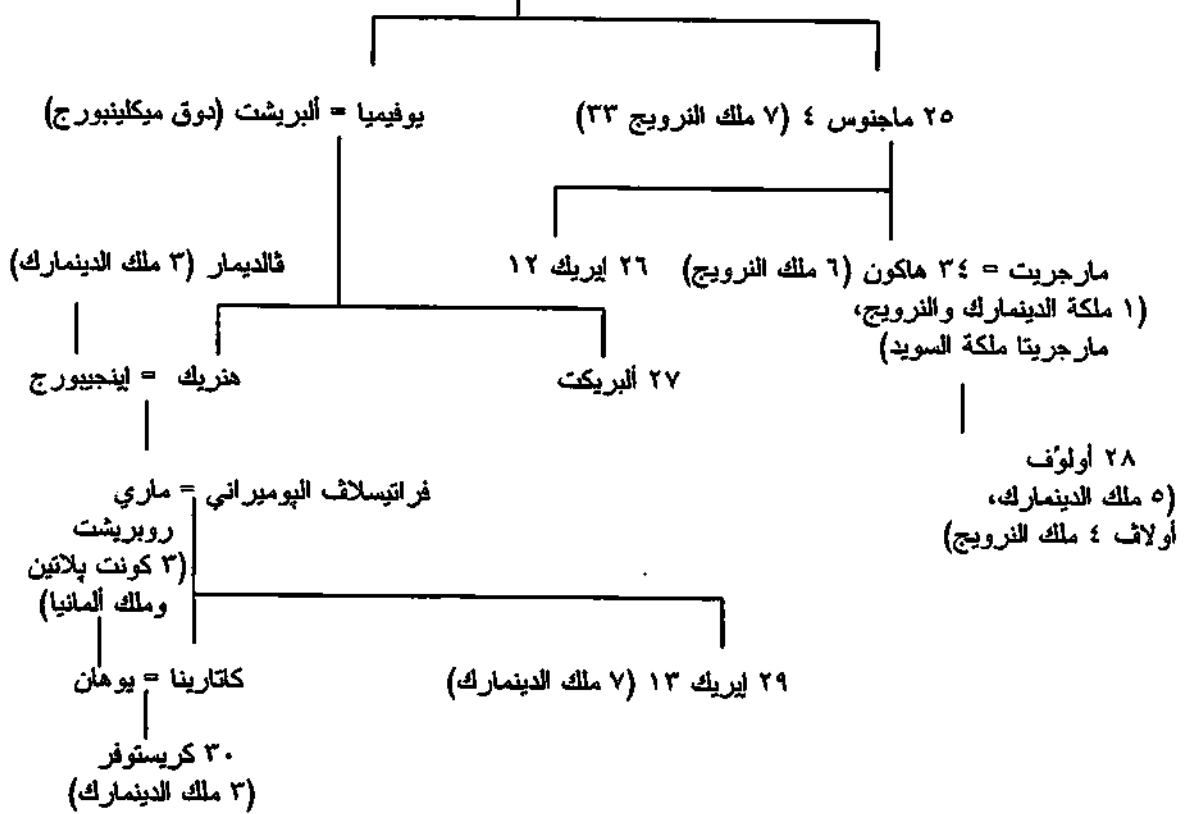 ٢٥ ماجنوس ٤ (٧ ملك النرويج ٣٣)
يوفيميا = ألبريشت (دوق ميكلينبورج)
مارجريت = ٣٤ هاكون (٦ ملك النرويج)
(١ ملكة الدينمارك والنرويج،
مارجريتا ملكة السويد)
٢٦ إيريك ١٢
ڤالديمار (٣ ملك الدينمارك)
٢٧ ألبريكت
هنريك = اينجيبورج
٢٨ أولوّف
(٥ ملك الدينمارك،
أولاڤ ٤ ملك النرويج)
فراتيسلاڤ الپوميراني = ماري
روبريشت
(٣ كونت پلاتين
وملك ألمانيا)
٢٩ إيريك ١٣ (٧ ملك الدينمارك)
كاتارينا = يوهان
٣٠ كريستوفر
(٣ ملك الدينمارك)